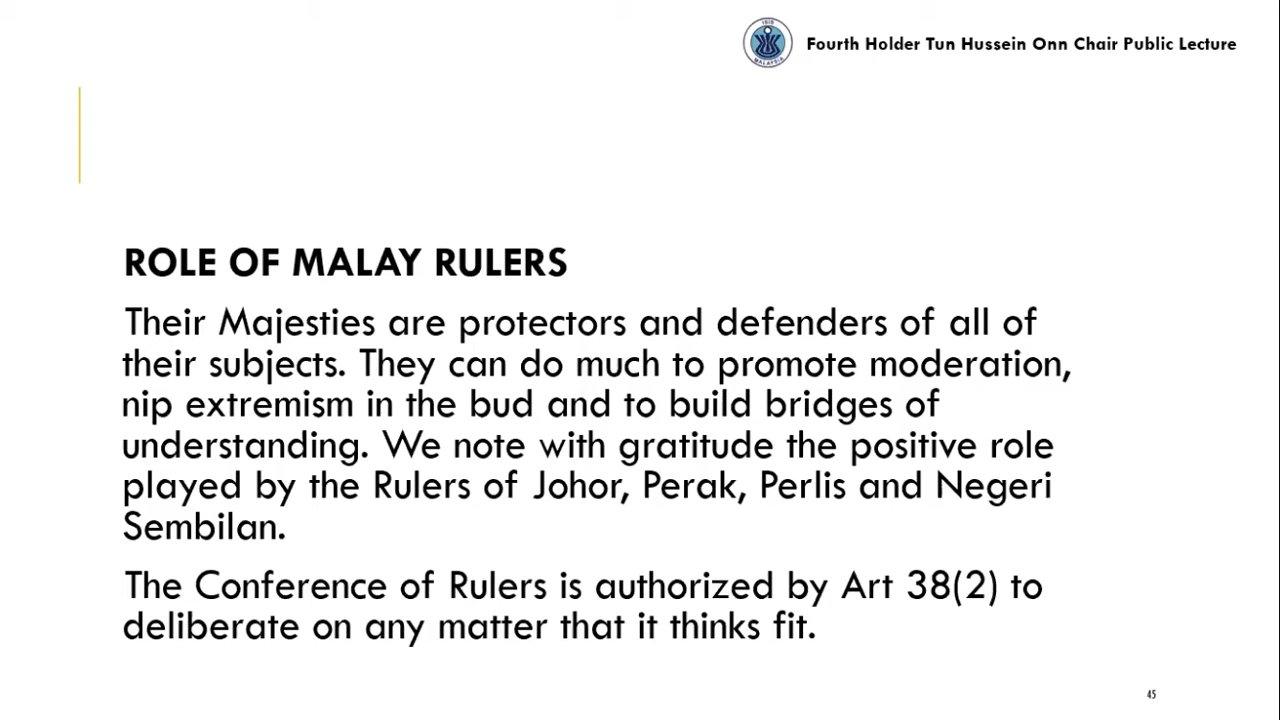 ISIS
MALAYSIA
Fourth Holder Tun Hussein Onn Chair Public Lecture
ROLE OF MALAY RULERS
Their Majesties are protectors and defenders of all of
their subjects. They can do much to promote moderation,
nip extremism in the bud and to build bridges of
understanding. We note with gratitude the positive role
played by the Rulers of Johor, Perak, Perlis and Negeri
Sembilan.
The Conference of Rulers is authorized by Art 38(2) to
deliberate on any matter that it thinks fit.
45